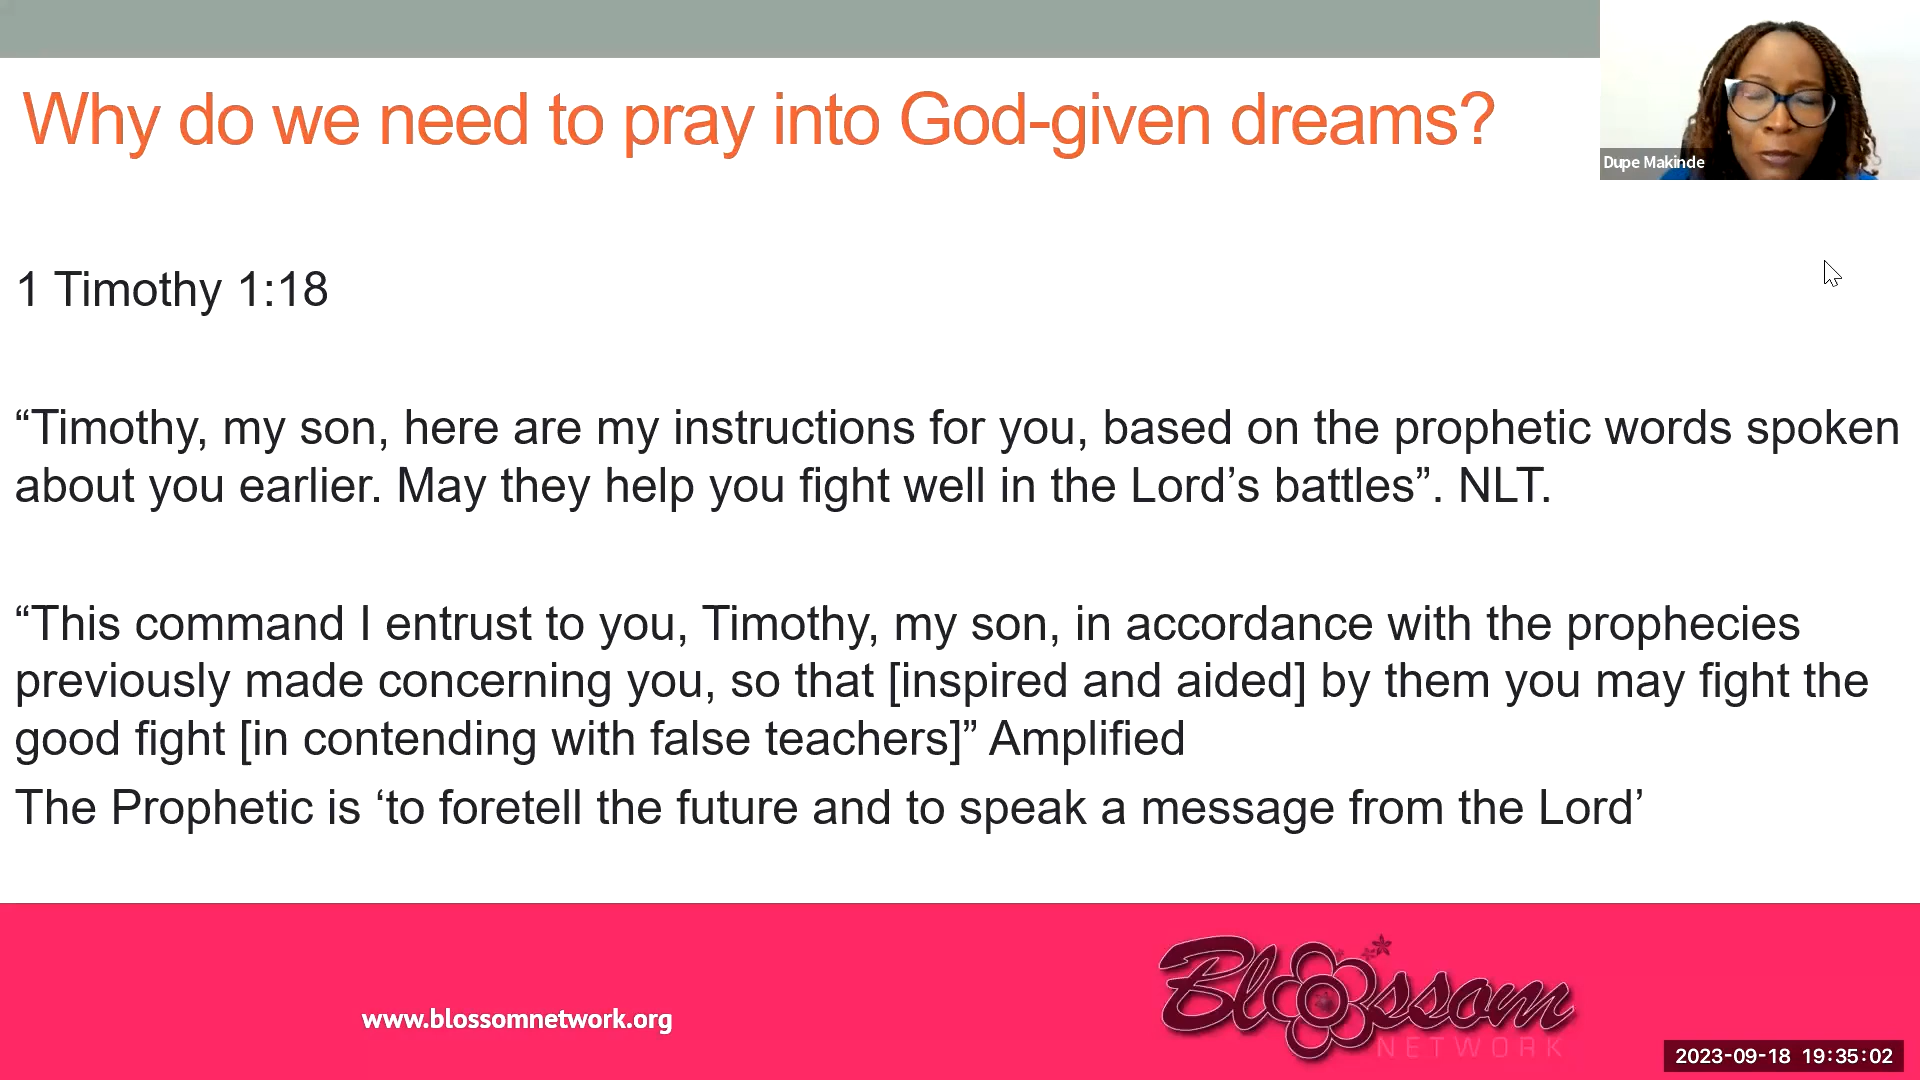 Why do we need to pray into God-given dreams?
Dupe Makinde
1 Timothy 1:18
“Timothy, my son, here are my instructions for you, based on the prophetic words spoken
about you earlier. May they help you fight well in the Lord’s battles”. NLT.
“This command I entrust to you, Timothy, my son, in accordance with the prophecies
previously made concerning you, so that [inspired and aided] by them you may fight the
good fight [in contending with false teachers]” Amplified
The Prophetic is ‘to foretell the future and to speak a message from the Lord’
www.blossomnetwork.org
Blossom
NETWORK
2023-09-18 19:35:02